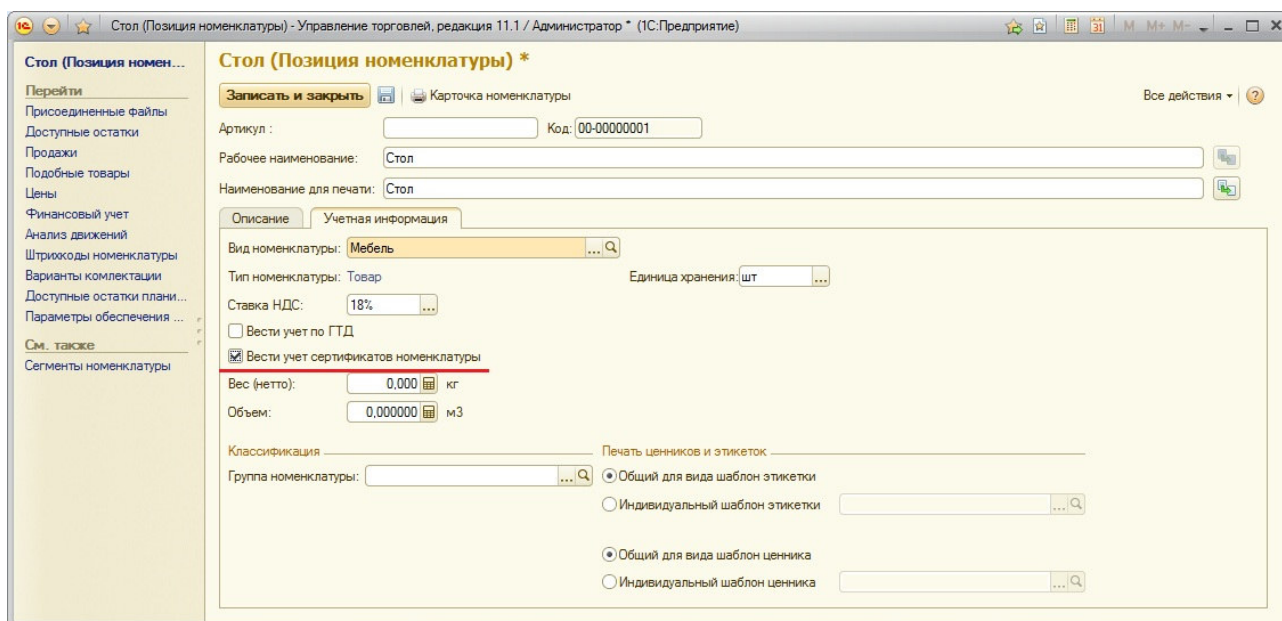 Стол (Позиция номенклатуры) - Управление торговлей, редакция 11.1 / Администратор * (1С:Предприятие)
M M+ M-
Стол (Позиция номен...
Перейти
Присоединенные файлы
Доступные остатки
Продажи
Подобные товары
Цены
Финансовый учет
Анализ движений
Штрихкоды номенклатуры
Варианты комлектации
Доступные остатки плани...
Параметры обеспечения ...
См. также
Сегменты номенклатуры
Стол (Позиция номенклатуры) *
Записать и закрыть Карточка номенклатуры Все действия
Артикул : Код: 00-00000001
Рабочее наименование: Стол
Наименование для печати: Стол
Описание Учетная информация
Вид номенклатуры: Мебель ...
Тип номенклатуры: Товар Единица хранения: шт ...
Ставка НДС: 18% ...
Вести учет по ГТД
Вести учет сертификатов номенклатуры
Вес (нетто): 0,000 кг
Объем: 0,000000 м3
Классификация Печать ценников и этикеток
Группа номенклатуры: ... Общий для вида шаблон этикетки
Индивидуальный шаблон этикетки ...
Общий для вида шаблон ценника
Индивидуальный шаблон ценника ...